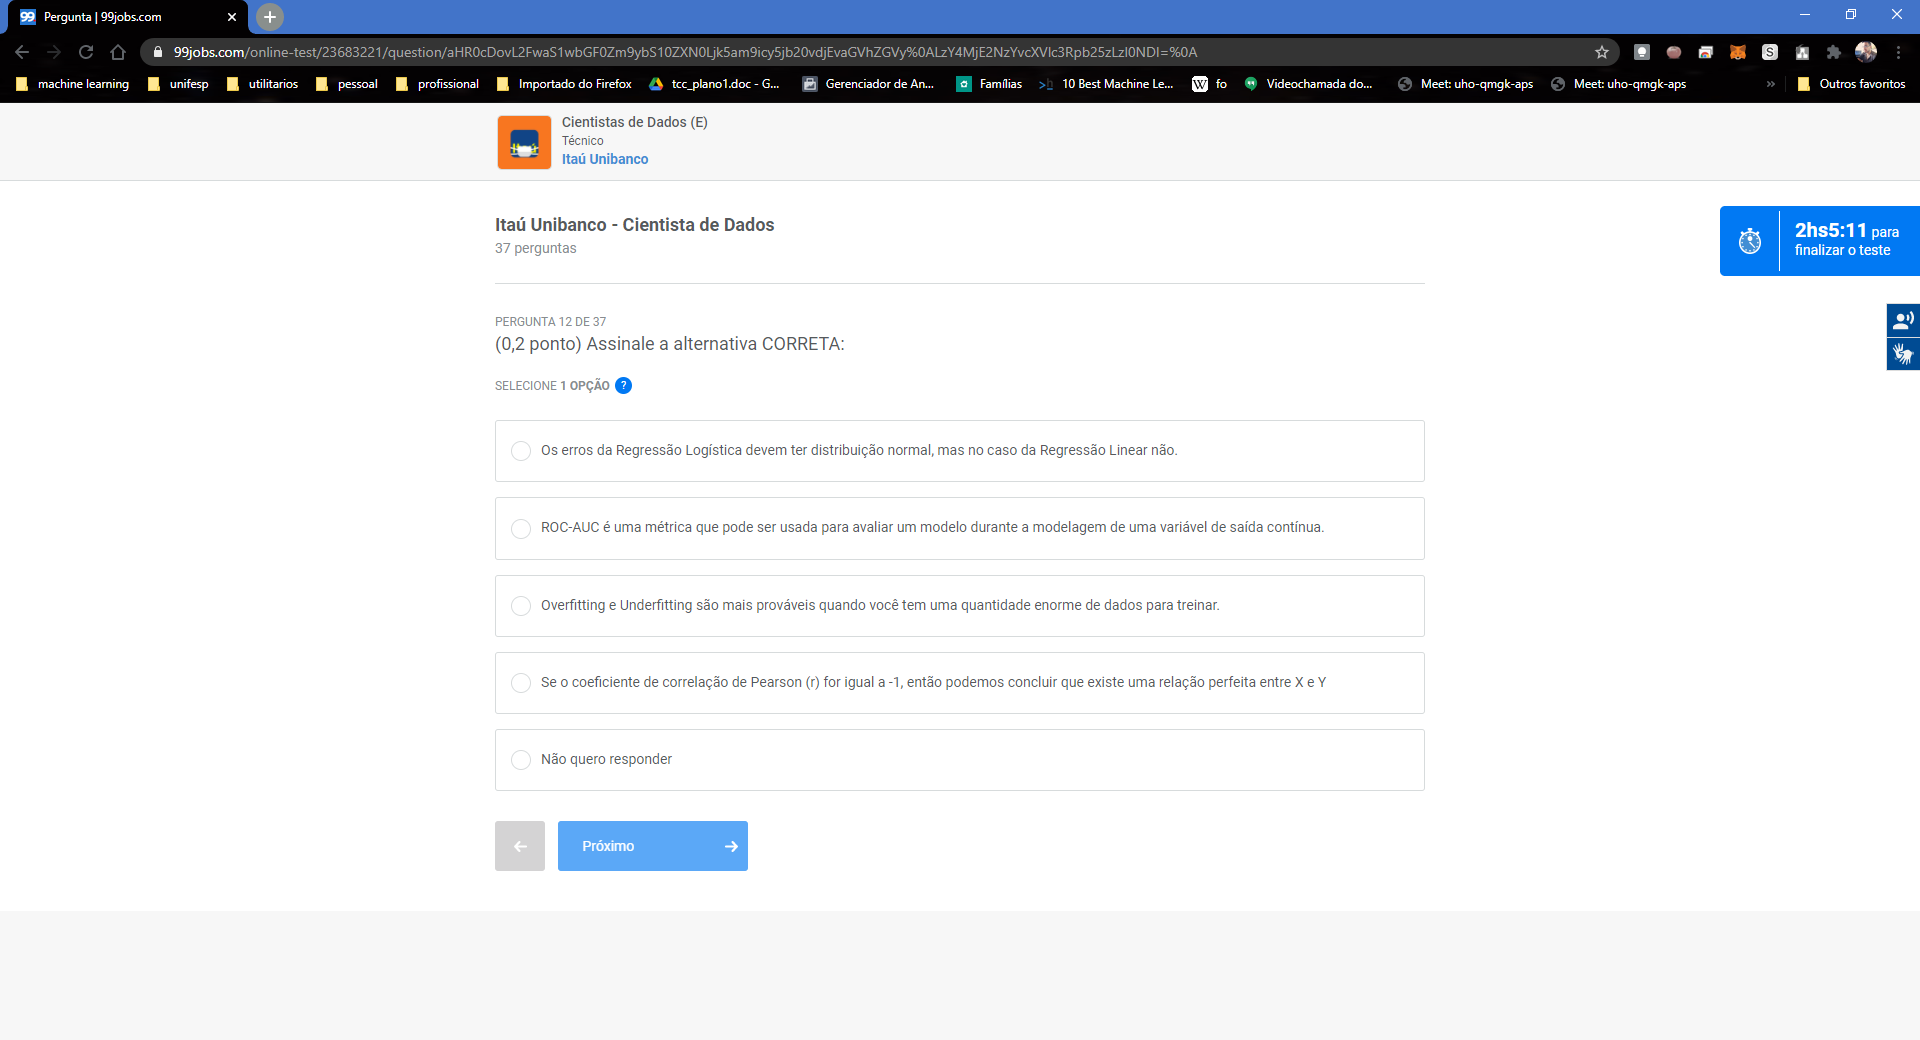 99 Pergunta | 99jobs.com
99jobs.com/online-test/23683221/question/aHR0cDovL2FwaS1wbGF0Zm9ybS10ZXN0Ljk5am9icy5jb20vdjEvaGVhZGVy%0ALzY4MjE2NzYvcXVlc3Rpb25zLzI0NDI=%0A
machine learning unifesp utilitarios pessoal profissional Importado do Firefox tcc_plano1.doc - G... Gerenciador de An... Famílias 10 Best Machine Le... W fo Videochamada do... Meet: uho-qmgk-aps Meet: uho-qmgk-aps » Outros favoritos
Cientistas de Dados (E)
Técnico
Itaú Unibanco
Itaú Unibanco - Cientista de Dados
37 perguntas
2hs5:11 para
finalizar o teste
PERGUNTA 12 DE 37
(0,2 ponto) Assinale a alternativa CORRETA:
SELECIONE 1 OPÇÃO ?
Os erros da Regressão Logística devem ter distribuição normal, mas no caso da Regressão Linear não.
ROC-AUC é uma métrica que pode ser usada para avaliar um modelo durante a modelagem de uma variável de saída contínua.
Overfitting e Underfitting são mais prováveis quando você tem uma quantidade enorme de dados para treinar.
Se o coeficiente de correlação de Pearson (r) for igual a -1, então podemos concluir que existe uma relação perfeita entre X e Y
Não quero responder
Próximo